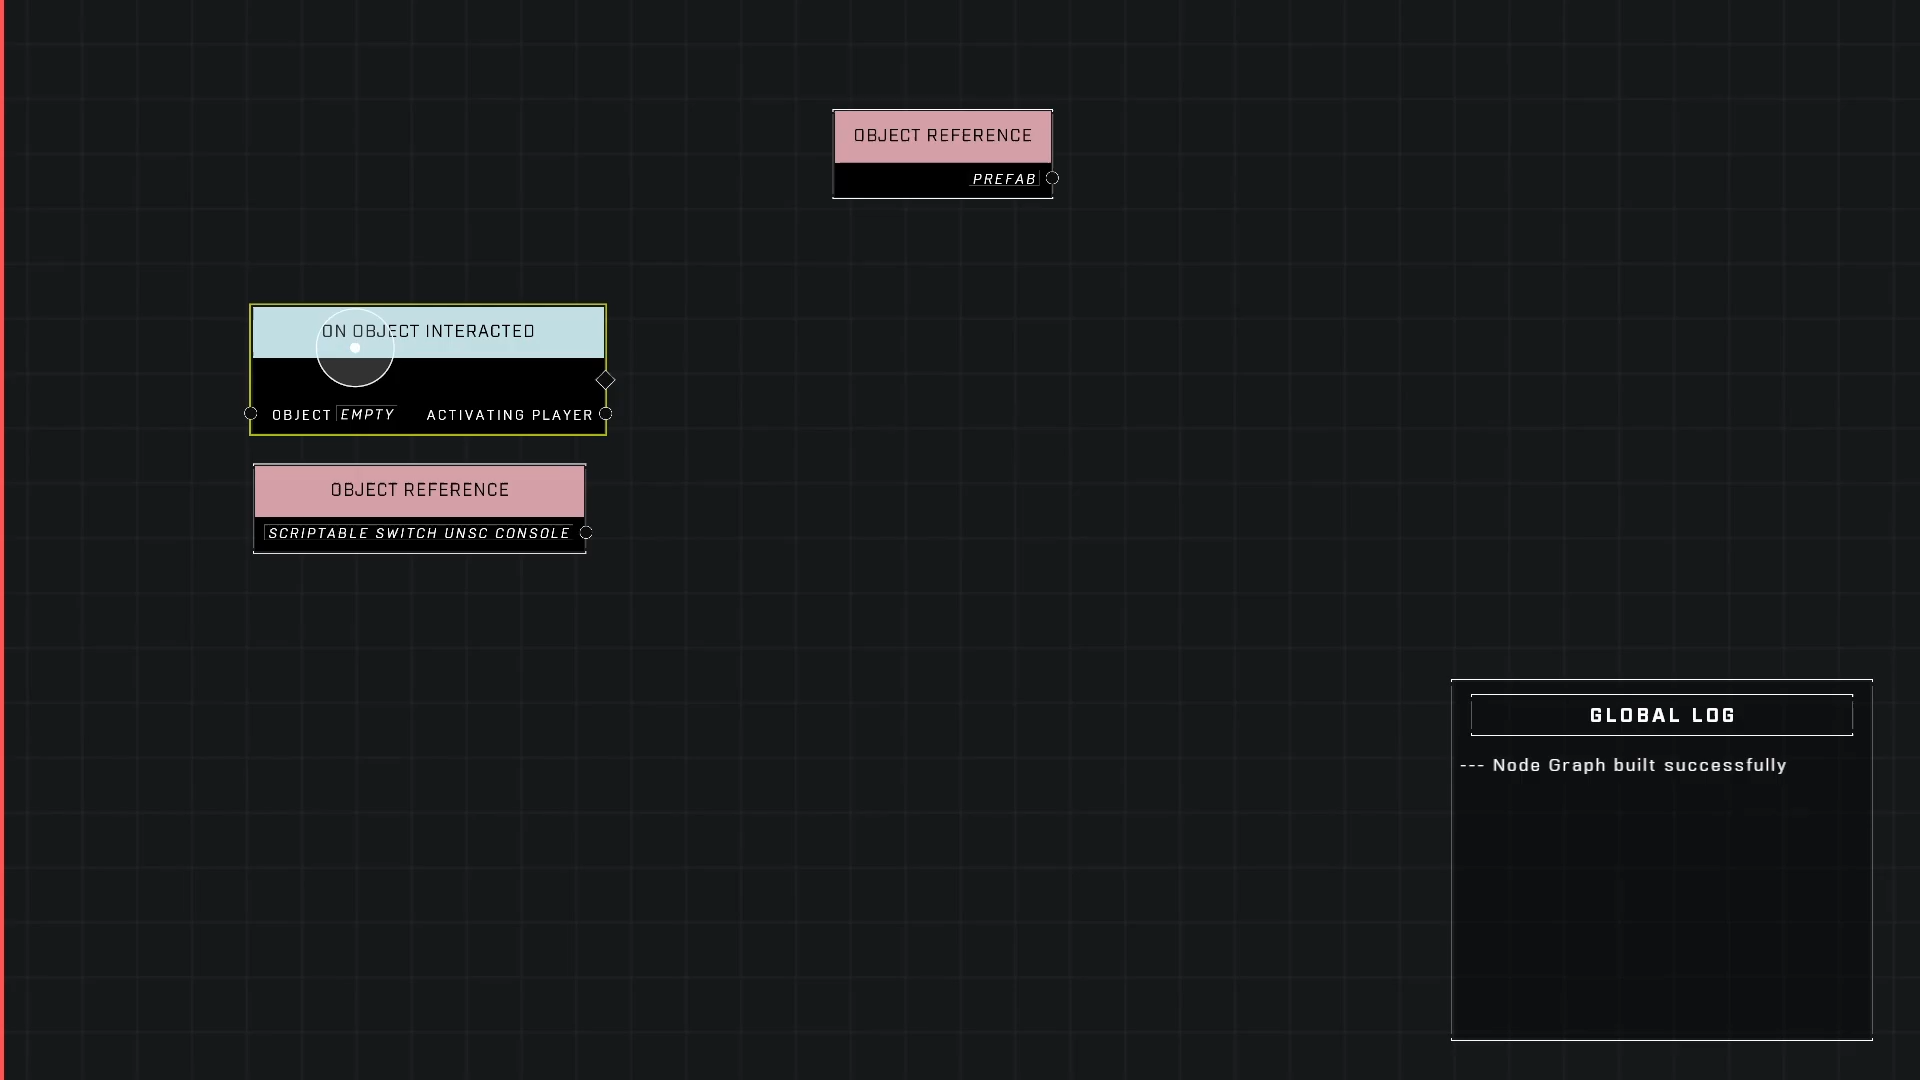 OBJECT REFERENCE
PREFAB
ON OBJECT INTERACTED
OBJECT EMPTY ACTIVATING PLAYER
OBJECT REFERENCE
SCRIPTABLE SWITCH UNSC CONSOLE
GLOBAL LOG
--- Node Graph built successfully